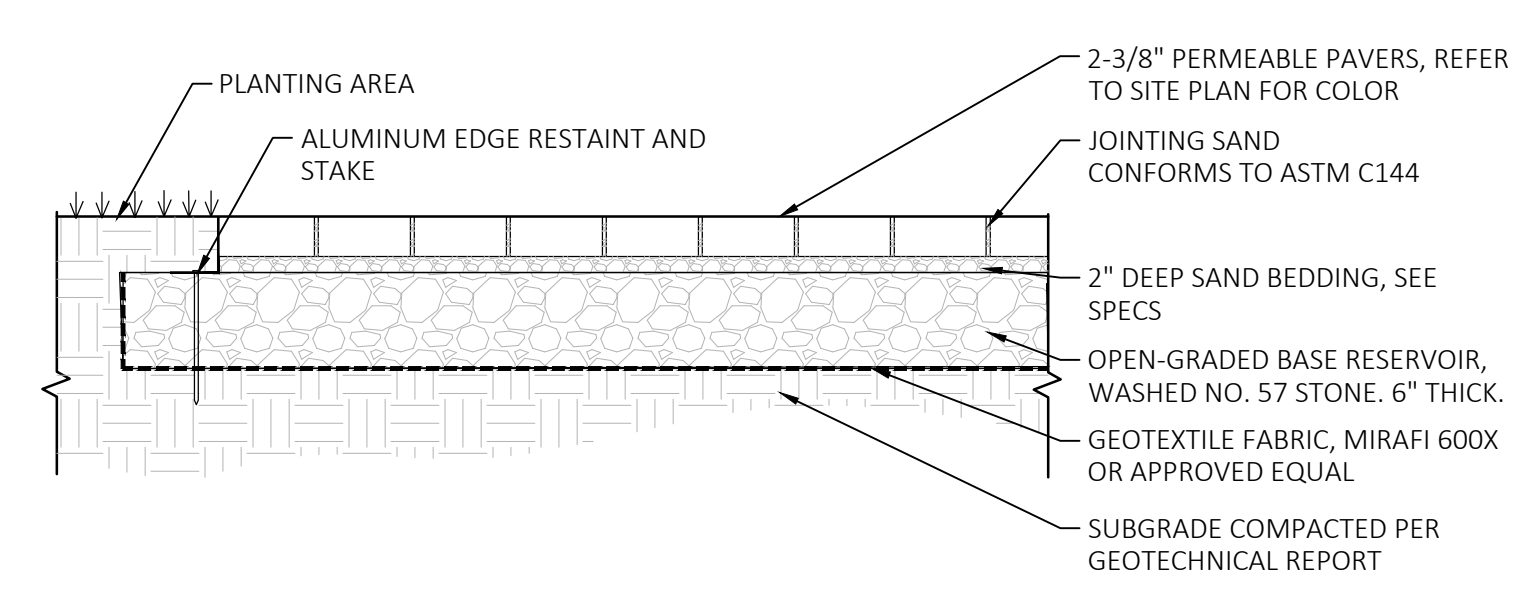 PLANTING AREA
ALUMINUM EDGE RESTAINT AND
STAKE
2-3/8" PERMEABLE PAVERS, REFER
TO SITE PLAN FOR COLOR
JOINTING SAND
CONFORMS TO ASTM C144
2" DEEP SAND BEDDING, SEE
SPECS
OPEN-GRADED BASE RESERVOIR,
WASHED NO. 57 STONE. 6" THICK.
GEOTEXTILE FABRIC, MIRAFI 600X
OR APPROVED EQUAL
SUBGRADE COMPACTED PER
GEOTECHNICAL REPORT